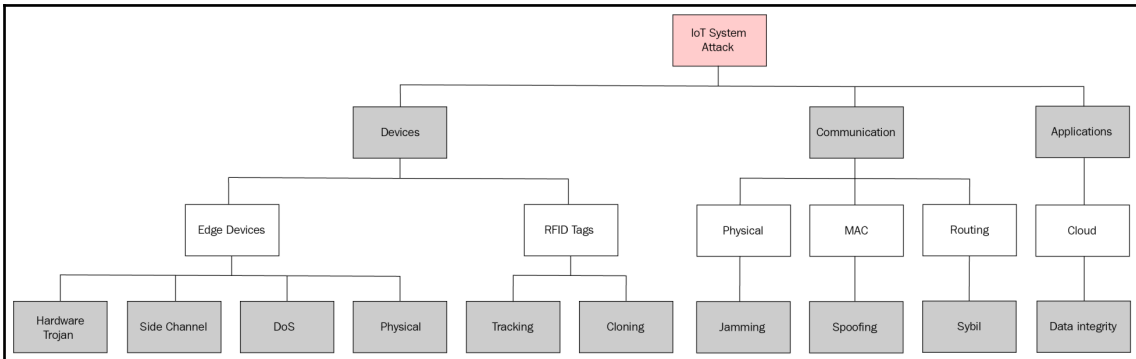 IoT System
Attack
Devices
Communication
Applications
Edge Devices
RFID Tags
Physical
MAC
Routing
Cloud
Hardware
Trojan
Side Channel
DoS
Physical
Tracking
Cloning
Jamming
Spoofing
Sybil
Data integrity